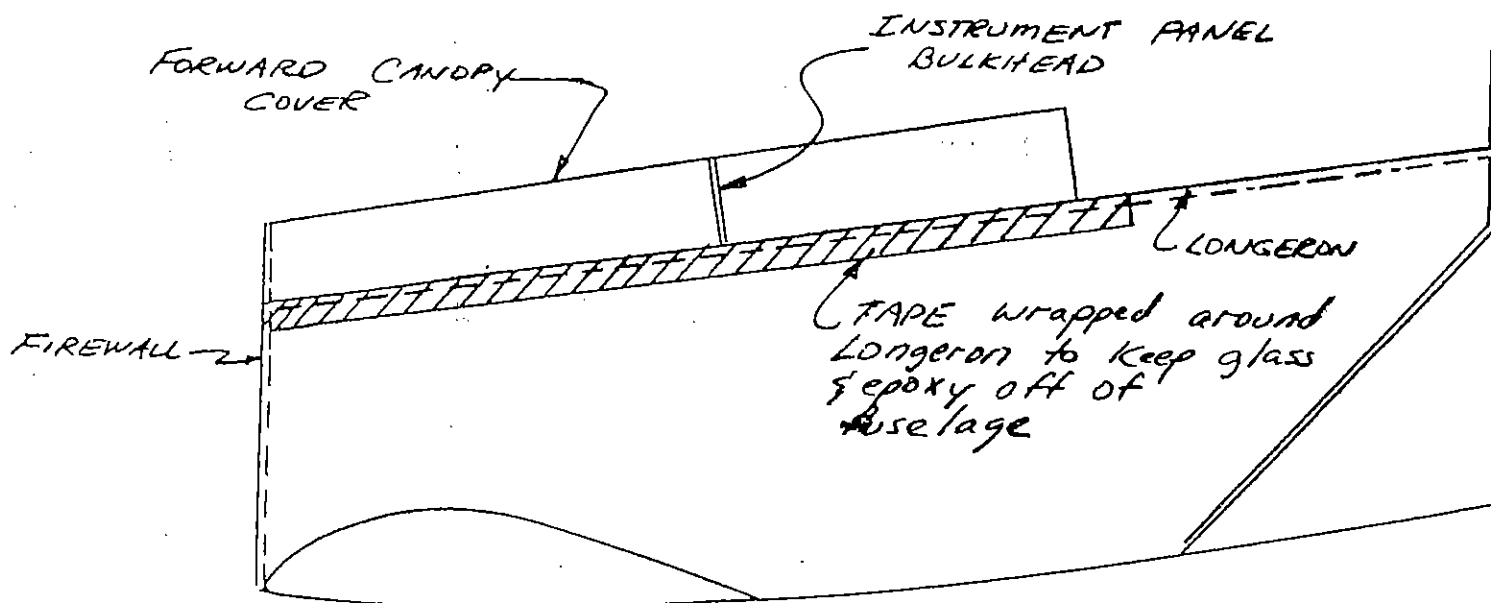 FORWARD CANOPY
COVER
INSTRUMENT PANEL
BULKHEAD
LONGERON
TAPE wrapped around
Longeron to Keep glass
& epoxy off of
fuselage
FIREWALL